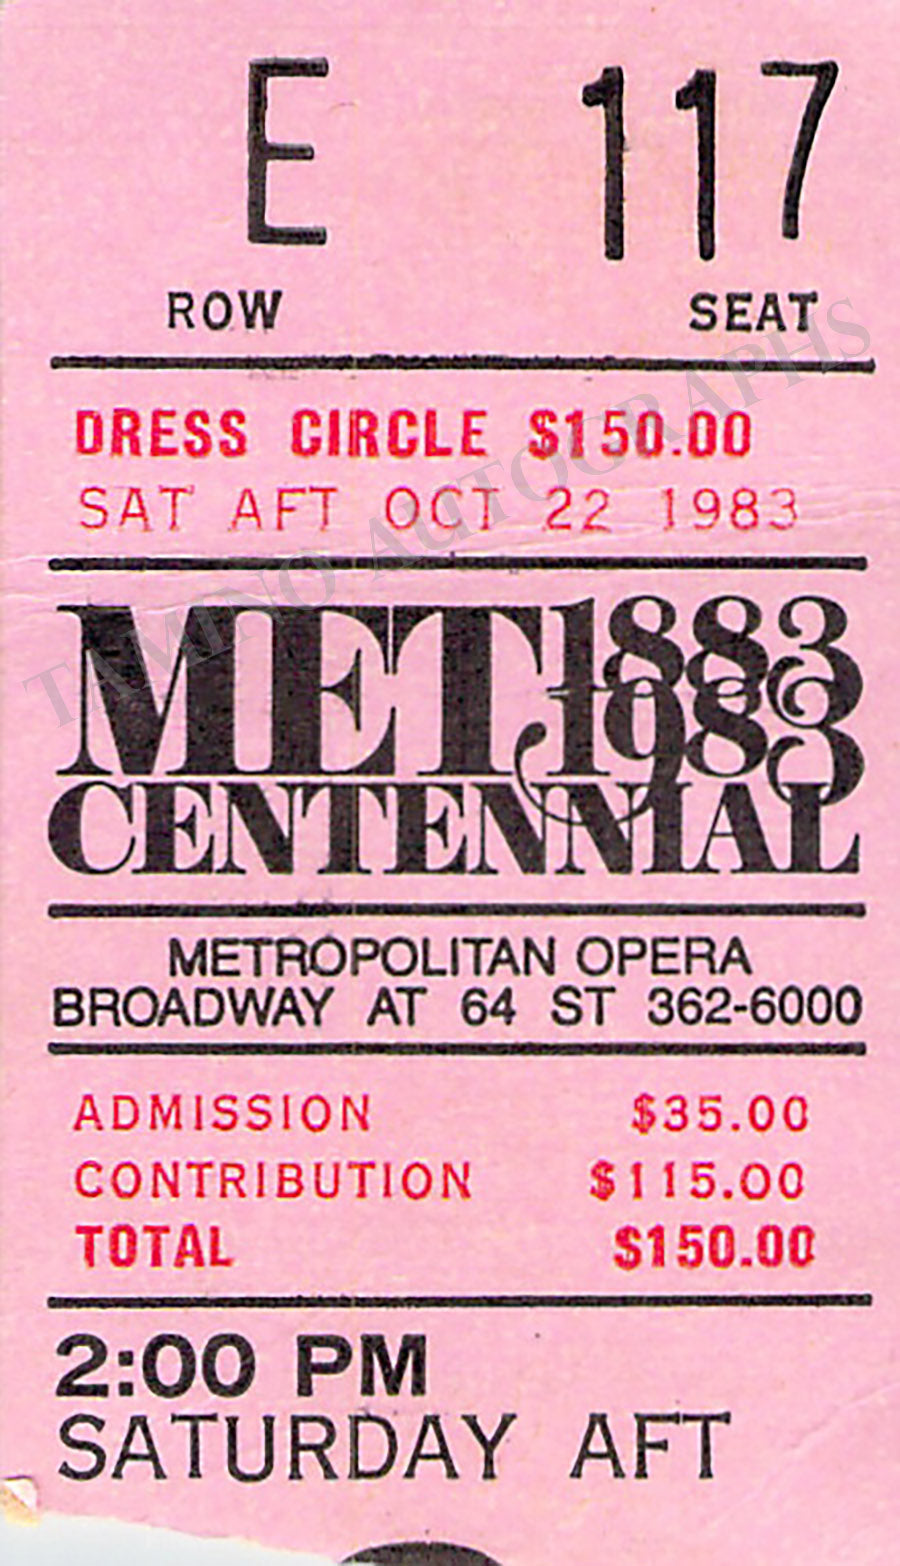 E 117
ROW SEAT
DRESS CIRCLE $150.00
SAT AFT OCT 22 1983
MET 1883
1983
CENTENNIAL
METROPOLITAN OPERA
BROADWAY AT 64 ST 362-6000
ADMISSION $35.00
CONTRIBUTION $115.00
TOTAL $150.00
2:00 PM
SATURDAY AFT
TAMINO AUTOGRAPHS